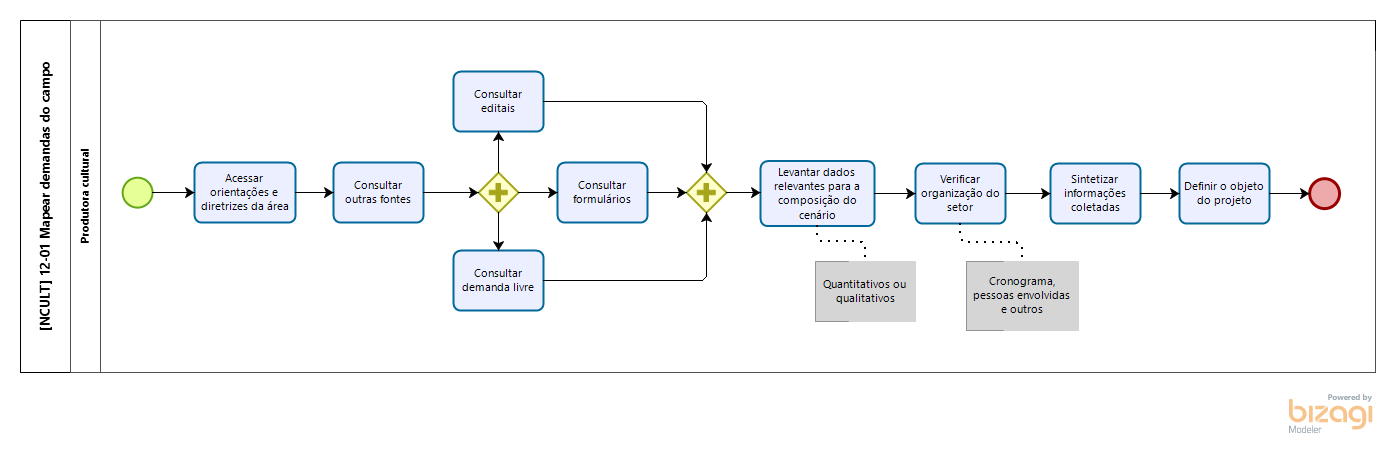 [NCULT] 12-01 Mapear demandas do campo
Produtora cultural
Acessar
orientações e
diretrizes da área
Consultar
outras fontes
Consultar
editais
Consultar
formulários
Consultar
demanda livre
Levantar dados
relevantes para a
composição do
cenário
Quantitativos ou
qualitativos
Verificar
organização do
setor
Cronograma,
pessoas envolvidas
e outros
Sintetizar
informações
coletadas
Definir o objeto
do projeto
Powered by
bizagi
Modeler